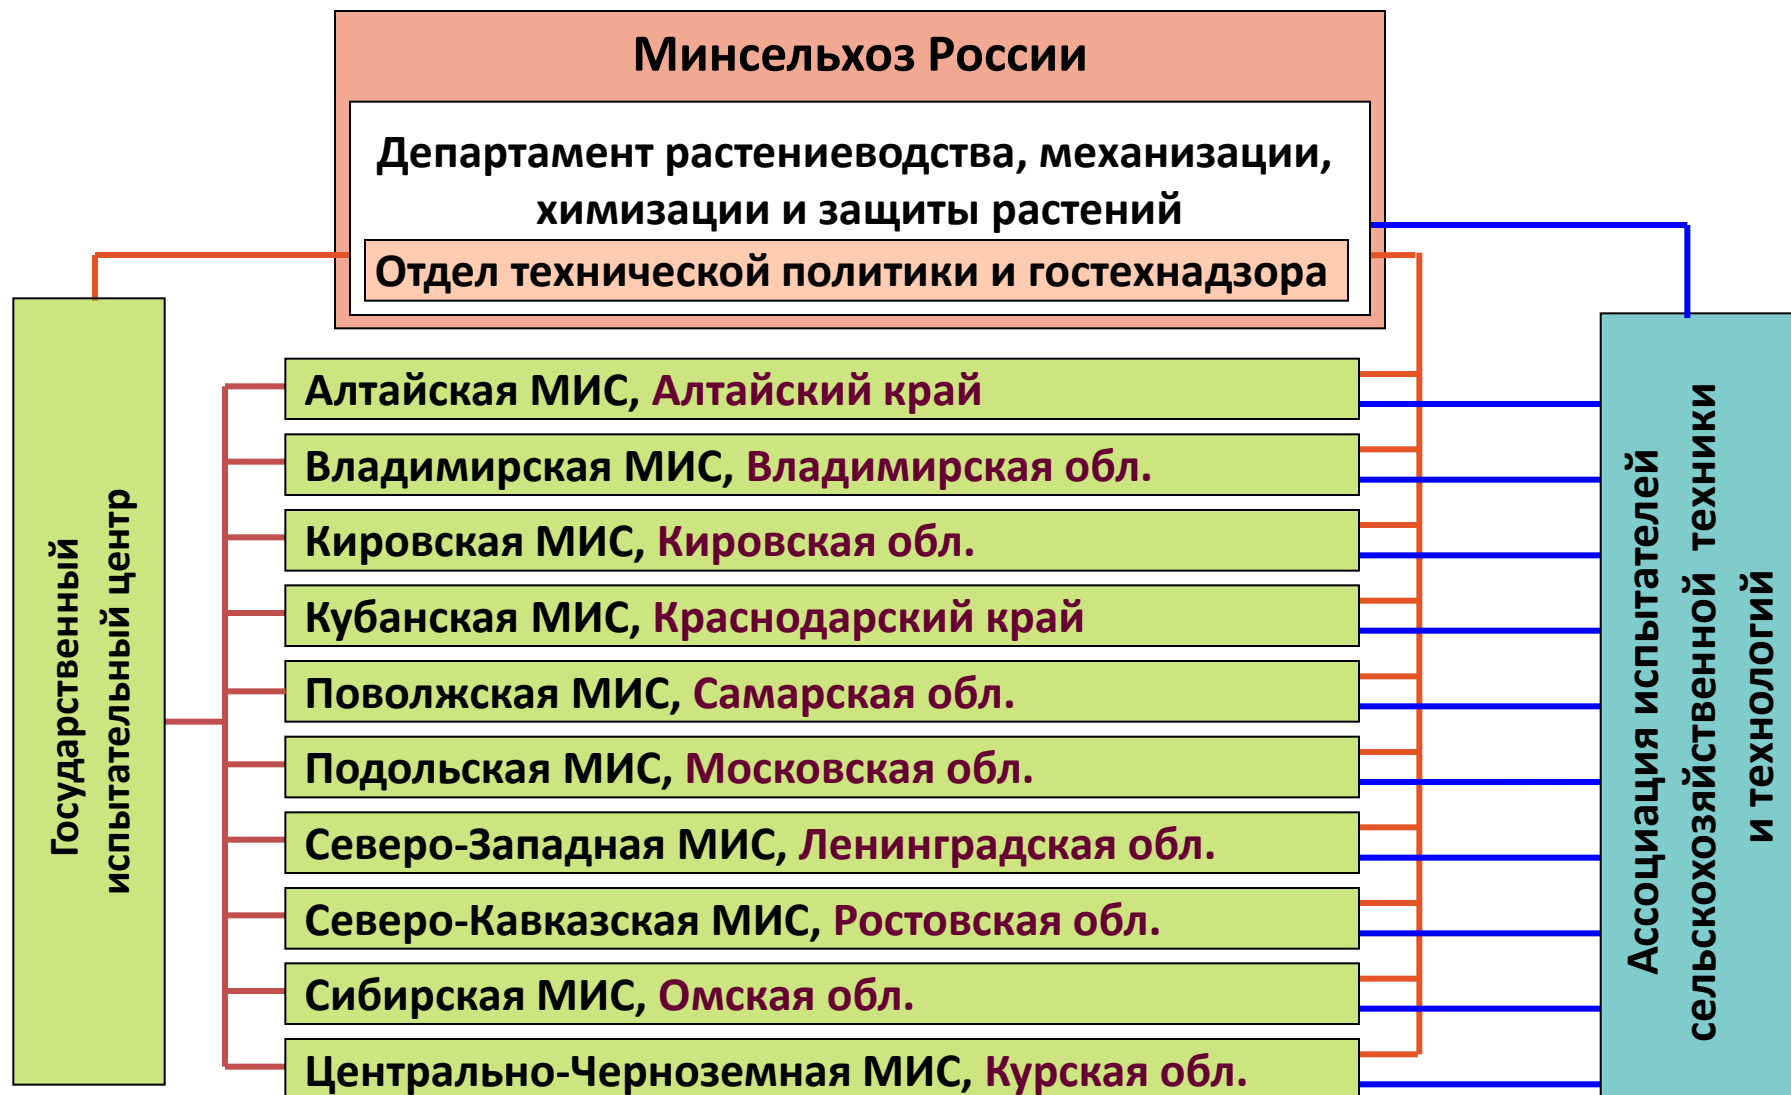 Минсельхоз России
Департамент растениеводства, механизации,
химизации и защиты растений
Отдел технической политики и гостехнадзора
Государственный
испытательный центр
Алтайская МИС, Алтайский край
Владимирская МИС, Владимирская обл.
Кировская МИС, Кировская обл.
Кубанская МИС, Краснодарский край
Поволжская МИС, Самарская обл.
Подольская МИС, Московская обл.
Северо-Западная МИС, Ленинградская обл.
Северо-Кавказская МИС, Ростовская обл.
Сибирская МИС, Омская обл.
Центрально-Черноземная МИС, Курская обл.
Ассоциация испытателей
сельскохозяйственной техники
и технологий